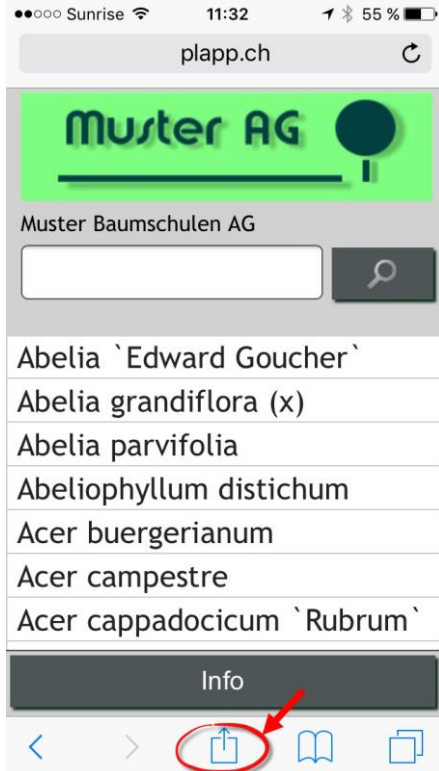 Sunrise 11:32 55 %
plapp.ch
Muster AG
Muster Baumschulen AG
Abelia `Edward Goucher`
Abelia grandiflora (x)
Abelia parvifolia
Abeliophyllum distichum
Acer buergerianum
Acer campestre
Acer cappadocicum `Rubrum`
Info